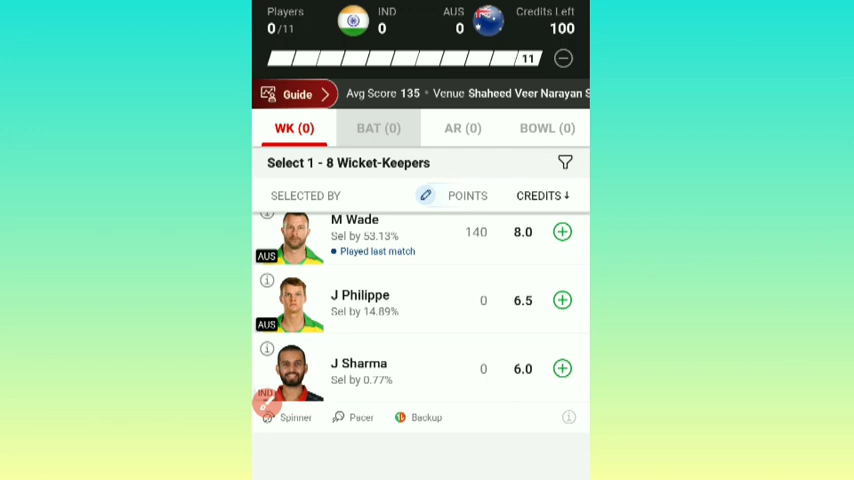 Players IND AUS Credits Left
0/11 0 0 100
11
Guide Avg Score 135 • Venue Shaheed Veer Narayan S
WK (0) BAT (0) AR (0) BOWL (0)
Select 1 - 8 Wicket-Keepers
SELECTED BY POINTS CREDITS↓
M Wade
Sel by 53.13% 140 8.0
AUS • Played last match
J Philippe
Sel by 14.89% 0 6.5
AUS
J Sharma
Sel by 0.77% 0 6.0
IND
Spinner Pacer Backup